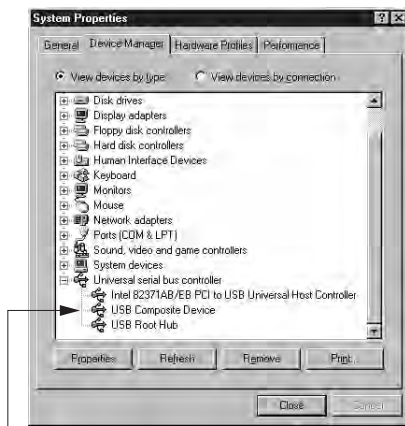 System Properties
General Device Manager Hardware Profiles Performance
View devices by type View devices by connection
Disk drives
Display adapters
Floppy disk controllers
Hard disk controllers
Human Interface Devices
Keyboard
Monitors
Mouse
Network adapters
Ports (COM & LPT)
Sound, video and game controllers
System devices
Universal serial bus controller
Intel 82371AB/EB PCI to USB Universal Host Controller
USB Composite Device
USB Root Hub
Properties Refresh Remove Print...
Close Cancel